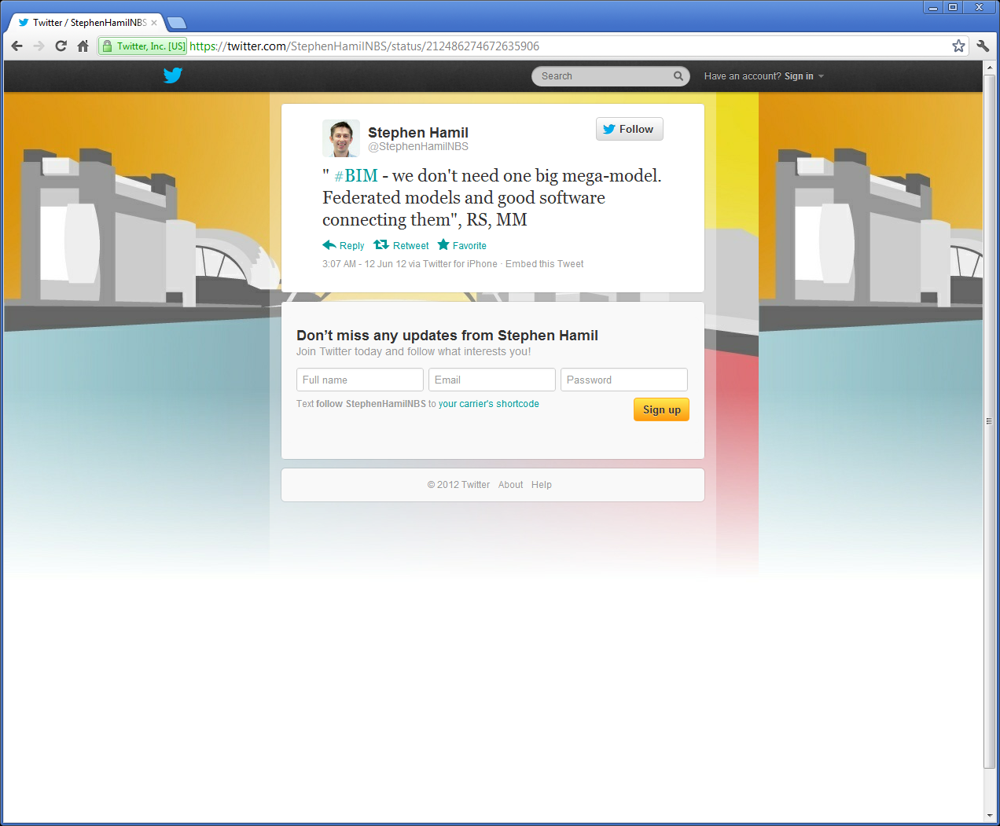 Twitter / StephenHamilNBS
Twitter, Inc. [US] https://twitter.com/StephenHamilNBS/status/212486274672635906
Search
Have an account? Sign in
Stephen Hamil
@StephenHamilNBS
Follow
" #BIM - we don't need one big mega-model.
Federated models and good software
connecting them", RS, MM
Reply Retweet Favorite
3:07 AM - 12 Jun 12 via Twitter for iPhone · Embed this Tweet
Don’t miss any updates from Stephen Hamil
Join Twitter today and follow what interests you!
Full name Email Password
Text follow StephenHamilNBS to your carrier's shortcode
Sign up
© 2012 Twitter About Help